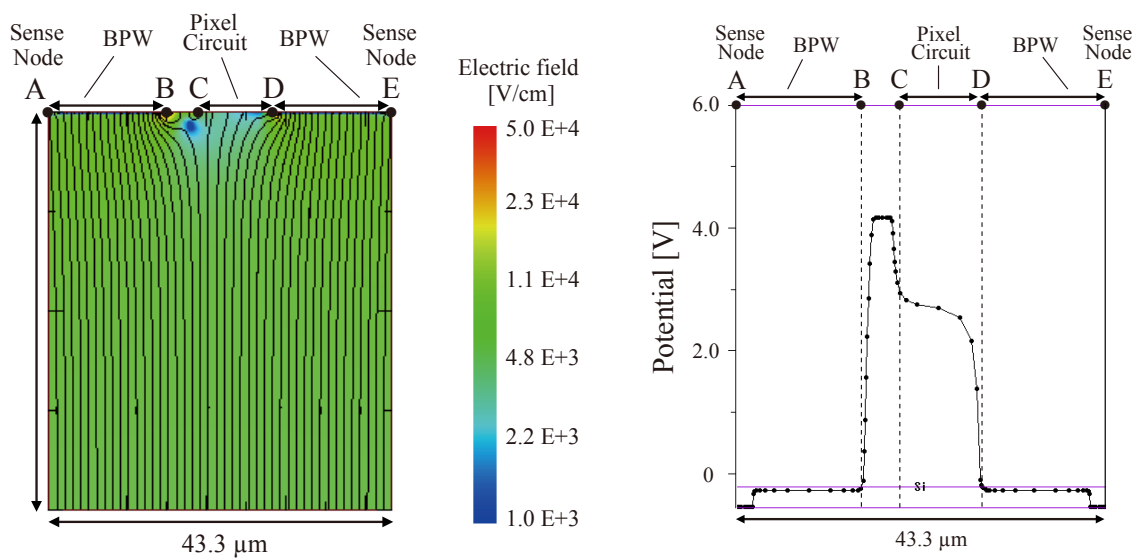 Sense
Node
BPW
Pixel
Circuit
BPW
Sense
Node
A
B
C
D
E
43.3 µm
Electric field
[V/cm]
5.0 E+4
2.3 E+4
1.1 E+4
4.8 E+3
2.2 E+3
1.0 E+3
Sense
Node
BPW
Pixel
Circuit
BPW
Sense
Node
A
B
C
D
E
6.0
4.0
2.0
0
Potential [V]
Si
43.3 µm